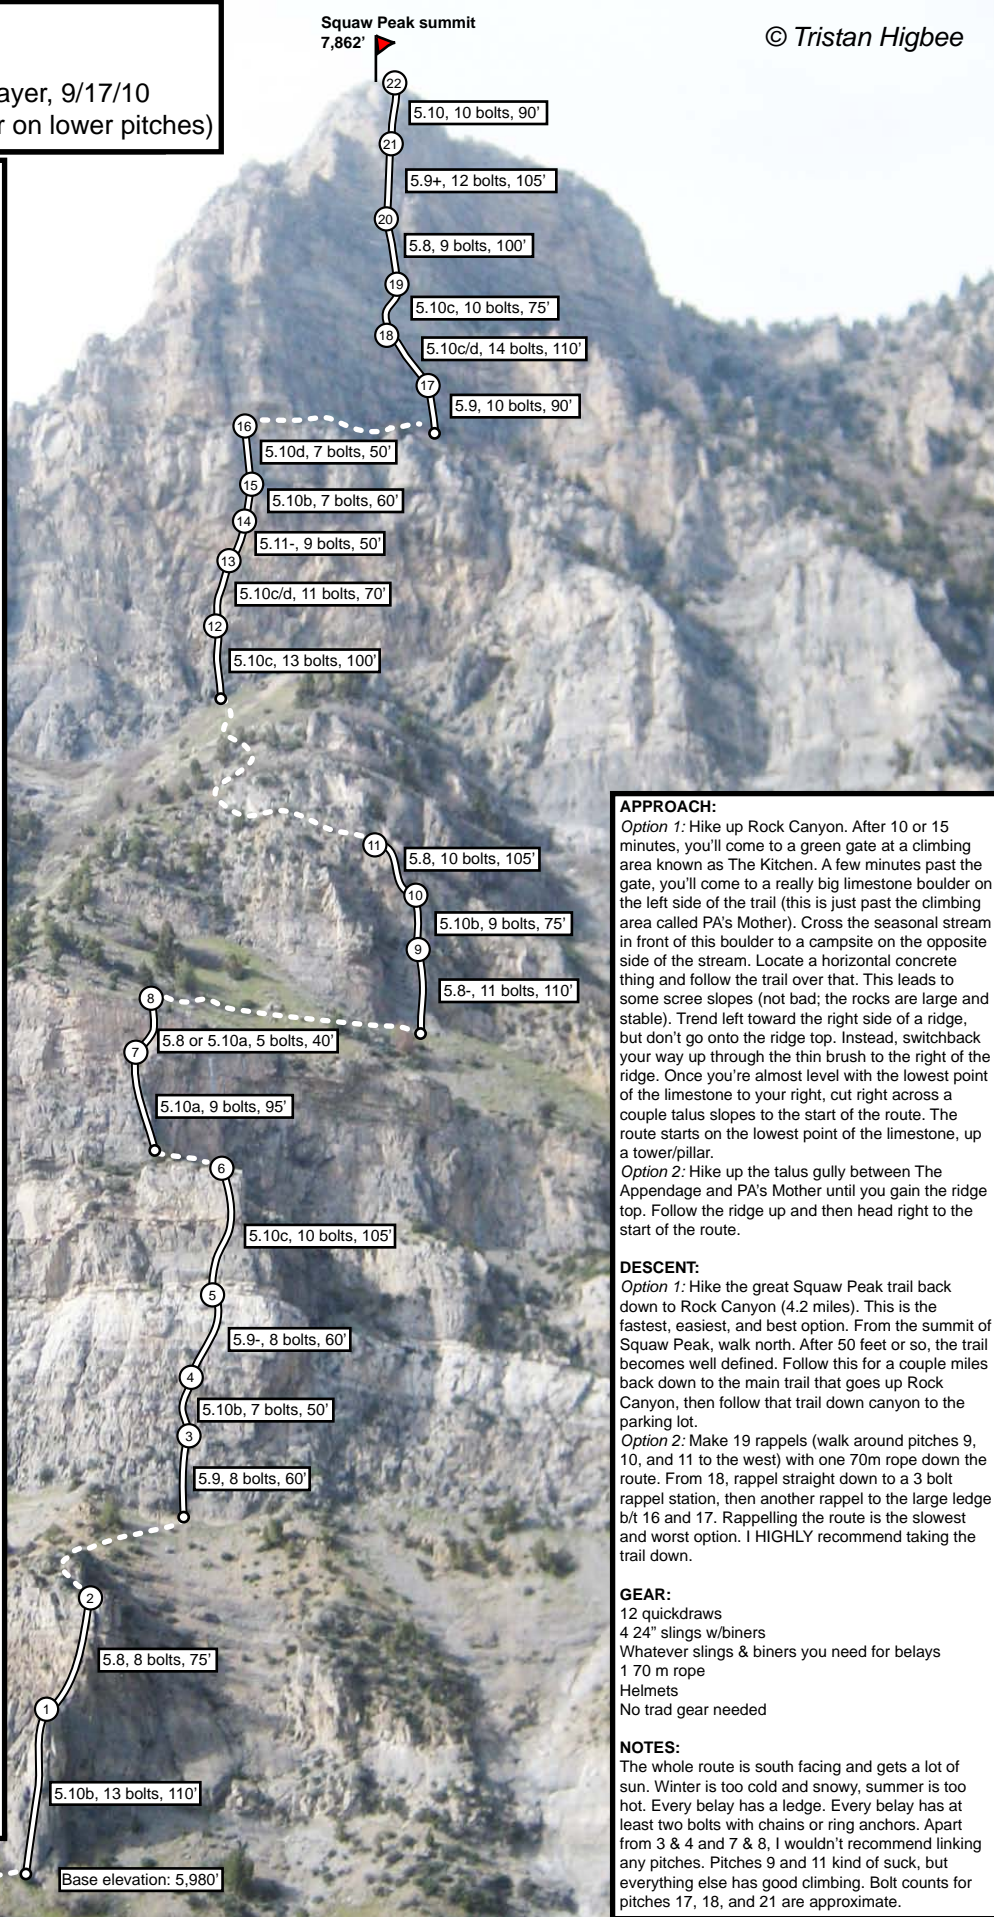 Squaw Peak summit
7,862'
© Tristan Higbee
ayer, 9/17/10
r on lower pitches)
22
5.10, 10 bolts, 90'
21
5.9+, 12 bolts, 105'
20
5.8, 9 bolts, 100'
19
5.10c, 10 bolts, 75'
18
5.10c/d, 14 bolts, 110'
17
5.9, 10 bolts, 90'
16
5.10d, 7 bolts, 50'
15
5.10b, 7 bolts, 60'
14
5.11-, 9 bolts, 50'
13
5.10c/d, 11 bolts, 70'
12
5.10c, 13 bolts, 100'
11
5.8, 10 bolts, 105'
10
5.10b, 9 bolts, 75'
9
5.8-, 11 bolts, 110'
8
5.8 or 5.10a, 5 bolts, 40'
7
5.10a, 9 bolts, 95'
6
5.10c, 10 bolts, 105'
5
5.9-, 8 bolts, 60'
4
5.10b, 7 bolts, 50'
3
5.9, 8 bolts, 60'
2
5.8, 8 bolts, 75'
1
5.10b, 13 bolts, 110'
Base elevation: 5,980'
APPROACH:
Option 1: Hike up Rock Canyon. After 10 or 15
minutes, you'll come to a green gate at a climbing
area known as The Kitchen. A few minutes past the
gate, you'll come to a really big limestone boulder on
the left side of the trail (this is just past the climbing
area called PA's Mother). Cross the seasonal stream
in front of this boulder to a campsite on the opposite
side of the stream. Locate a horizontal concrete
thing and follow the trail over that. This leads to
some scree slopes (not bad; the rocks are large and
stable). Trend left toward the right side of a ridge,
but don't go onto the ridge top. Instead, switchback
your way up through the thin brush to the right of the
ridge. Once you're almost level with the lowest point
of the limestone to your right, cut right across a
couple talus slopes to the start of the route. The
route starts on the lowest point of the limestone, up
a tower/pillar.
Option 2: Hike up the talus gully between The
Appendage and PA's Mother until you gain the ridge
top. Follow the ridge up and then head right to the
start of the route.
DESCENT:
Option 1: Hike the great Squaw Peak trail back
down to Rock Canyon (4.2 miles). This is the
fastest, easiest, and best option. From the summit of
Squaw Peak, walk north. After 50 feet or so, the trail
becomes well defined. Follow this for a couple miles
back down to the main trail that goes up Rock
Canyon, then follow that trail down canyon to the
parking lot.
Option 2: Make 19 rappels (walk around pitches 9,
10, and 11 to the west) with one 70m rope down the
route. From 18, rappel straight down to a 3 bolt
rappel station, then another rappel to the large ledge
b/t 16 and 17. Rappelling the route is the slowest
and worst option. I HIGHLY recommend taking the
trail down.
GEAR:
12 quickdraws
4 24" slings w/biners
Whatever slings & biners you need for belays
1 70 m rope
Helmets
No trad gear needed
NOTES:
The whole route is south facing and gets a lot of
sun. Winter is too cold and snowy, summer is too
hot. Every belay has a ledge. Every belay has at
least two bolts with chains or ring anchors. Apart
from 3 & 4 and 7 & 8, I wouldn't recommend linking
any pitches. Pitches 9 and 11 kind of suck, but
everything else has good climbing. Bolt counts for
pitches 17, 18, and 21 are approximate.